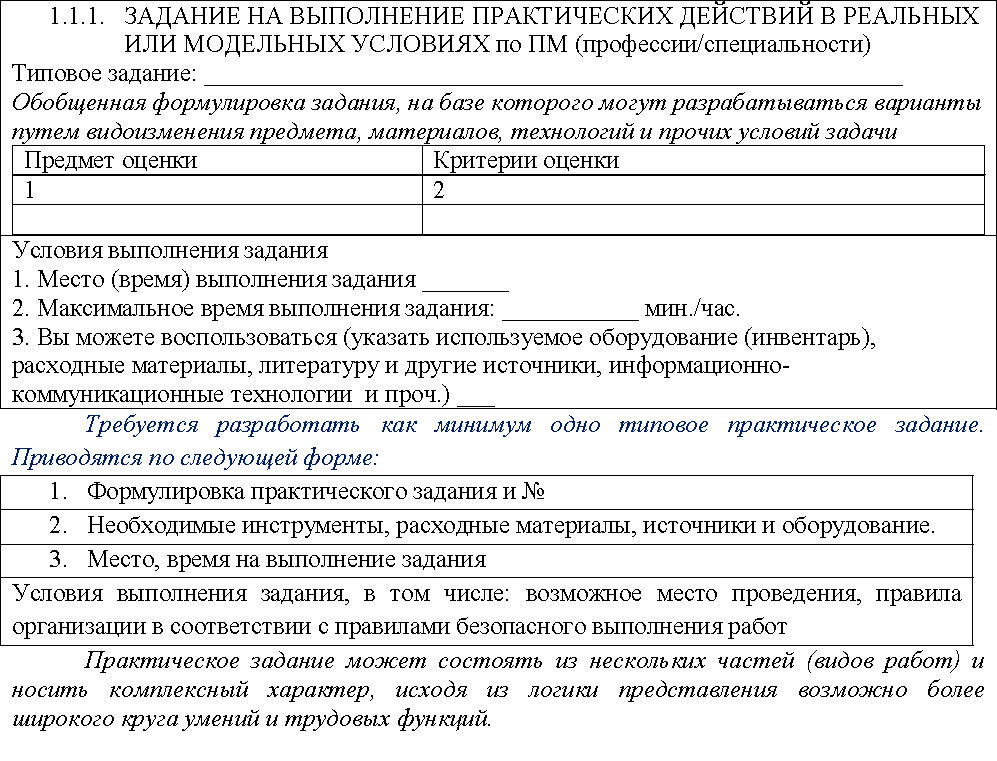 1.1.1. ЗАДАНИЕ НА ВЫПОЛНЕНИЕ ПРАКТИЧЕСКИХ ДЕЙСТВИЙ В РЕАЛЬНЫХ
ИЛИ МОДЕЛЬНЫХ УСЛОВИЯХ по ПМ (профессии/специальности)
Типовое задание: ________________________________________________________
Обобщенная формулировка задания, на базе которого могут разрабатываться варианты
путем видоизменения предмета, материалов, технологий и прочих условий задачи
Предмет оценки Критерии оценки
1 2
Условия выполнения задания
1. Место (время) выполнения задания _______
2. Максимальное время выполнения задания: ___________ мин./час.
3. Вы можете воспользоваться (указать используемое оборудование (инвентарь),
расходные материалы, литературу и другие источники, информационно-
коммуникационные технологии и проч.) ___
Требуется разработать как минимум одно типовое практическое задание.
Приводятся по следующей форме:
1. Формулировка практического задания и №
2. Необходимые инструменты, расходные материалы, источники и оборудование.
3. Место, время на выполнение задания
Условия выполнения задания, в том числе: возможное место проведения, правила
организации в соответствии с правилами безопасного выполнения работ
Практическое задание может состоять из нескольких частей (видов работ) и
носить комплексный характер, исходя из логики представления возможно более
широкого круга умений и трудовых функций.